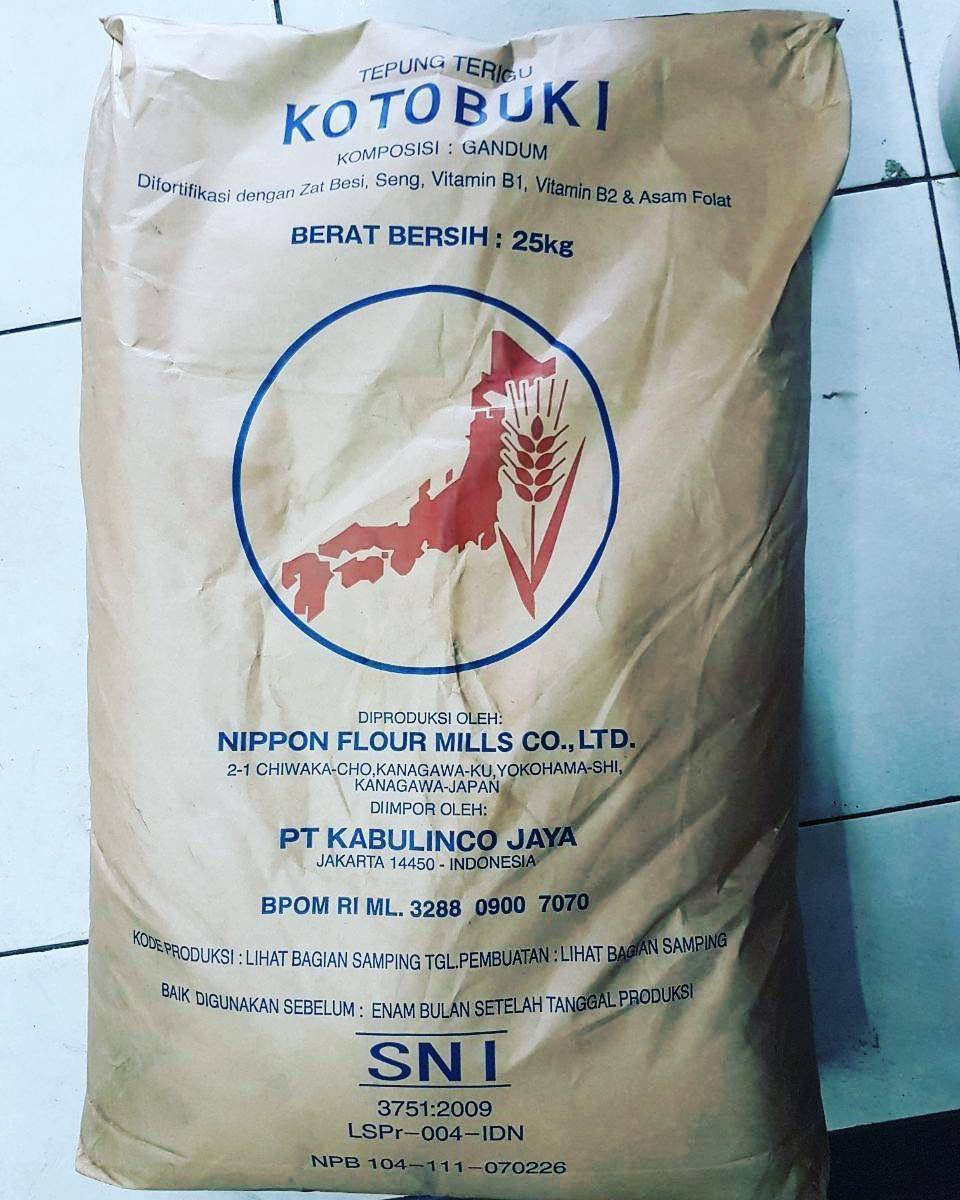 TEPUNG TERIGU
KOTOBUKI
KOMPOSISI : GANDUM
Difortifikasi dengan Zat Besi, Seng, Vitamin B1, Vitamin B2 & Asam Folat
BERAT BERSIH : 25kg
DIPRODUKSI OLEH:
NIPPON FLOUR MILLS CO.,LTD.
2-1 CHIWAKA-CHO,KANAGAWA-KU,YOKOHAMA-SHI,
KANAGAWA-JAPAN
DIIMPOR OLEH:
PT KABULINCO JAYA
JAKARTA 14450 - INDONESIA
BPOM RI ML. 3288 0900 7070
KODE PRODUKSI : LIHAT BAGIAN SAMPING TGL.PEMBUATAN : LIHAT BAGIAN SAMPING
BAIK DIGUNAKAN SEBELUM : ENAM BULAN SETELAH TANGGAL PRODUKSI
SNI
3751:2009
LSPr-004-IDN
NPB 104-111-070226